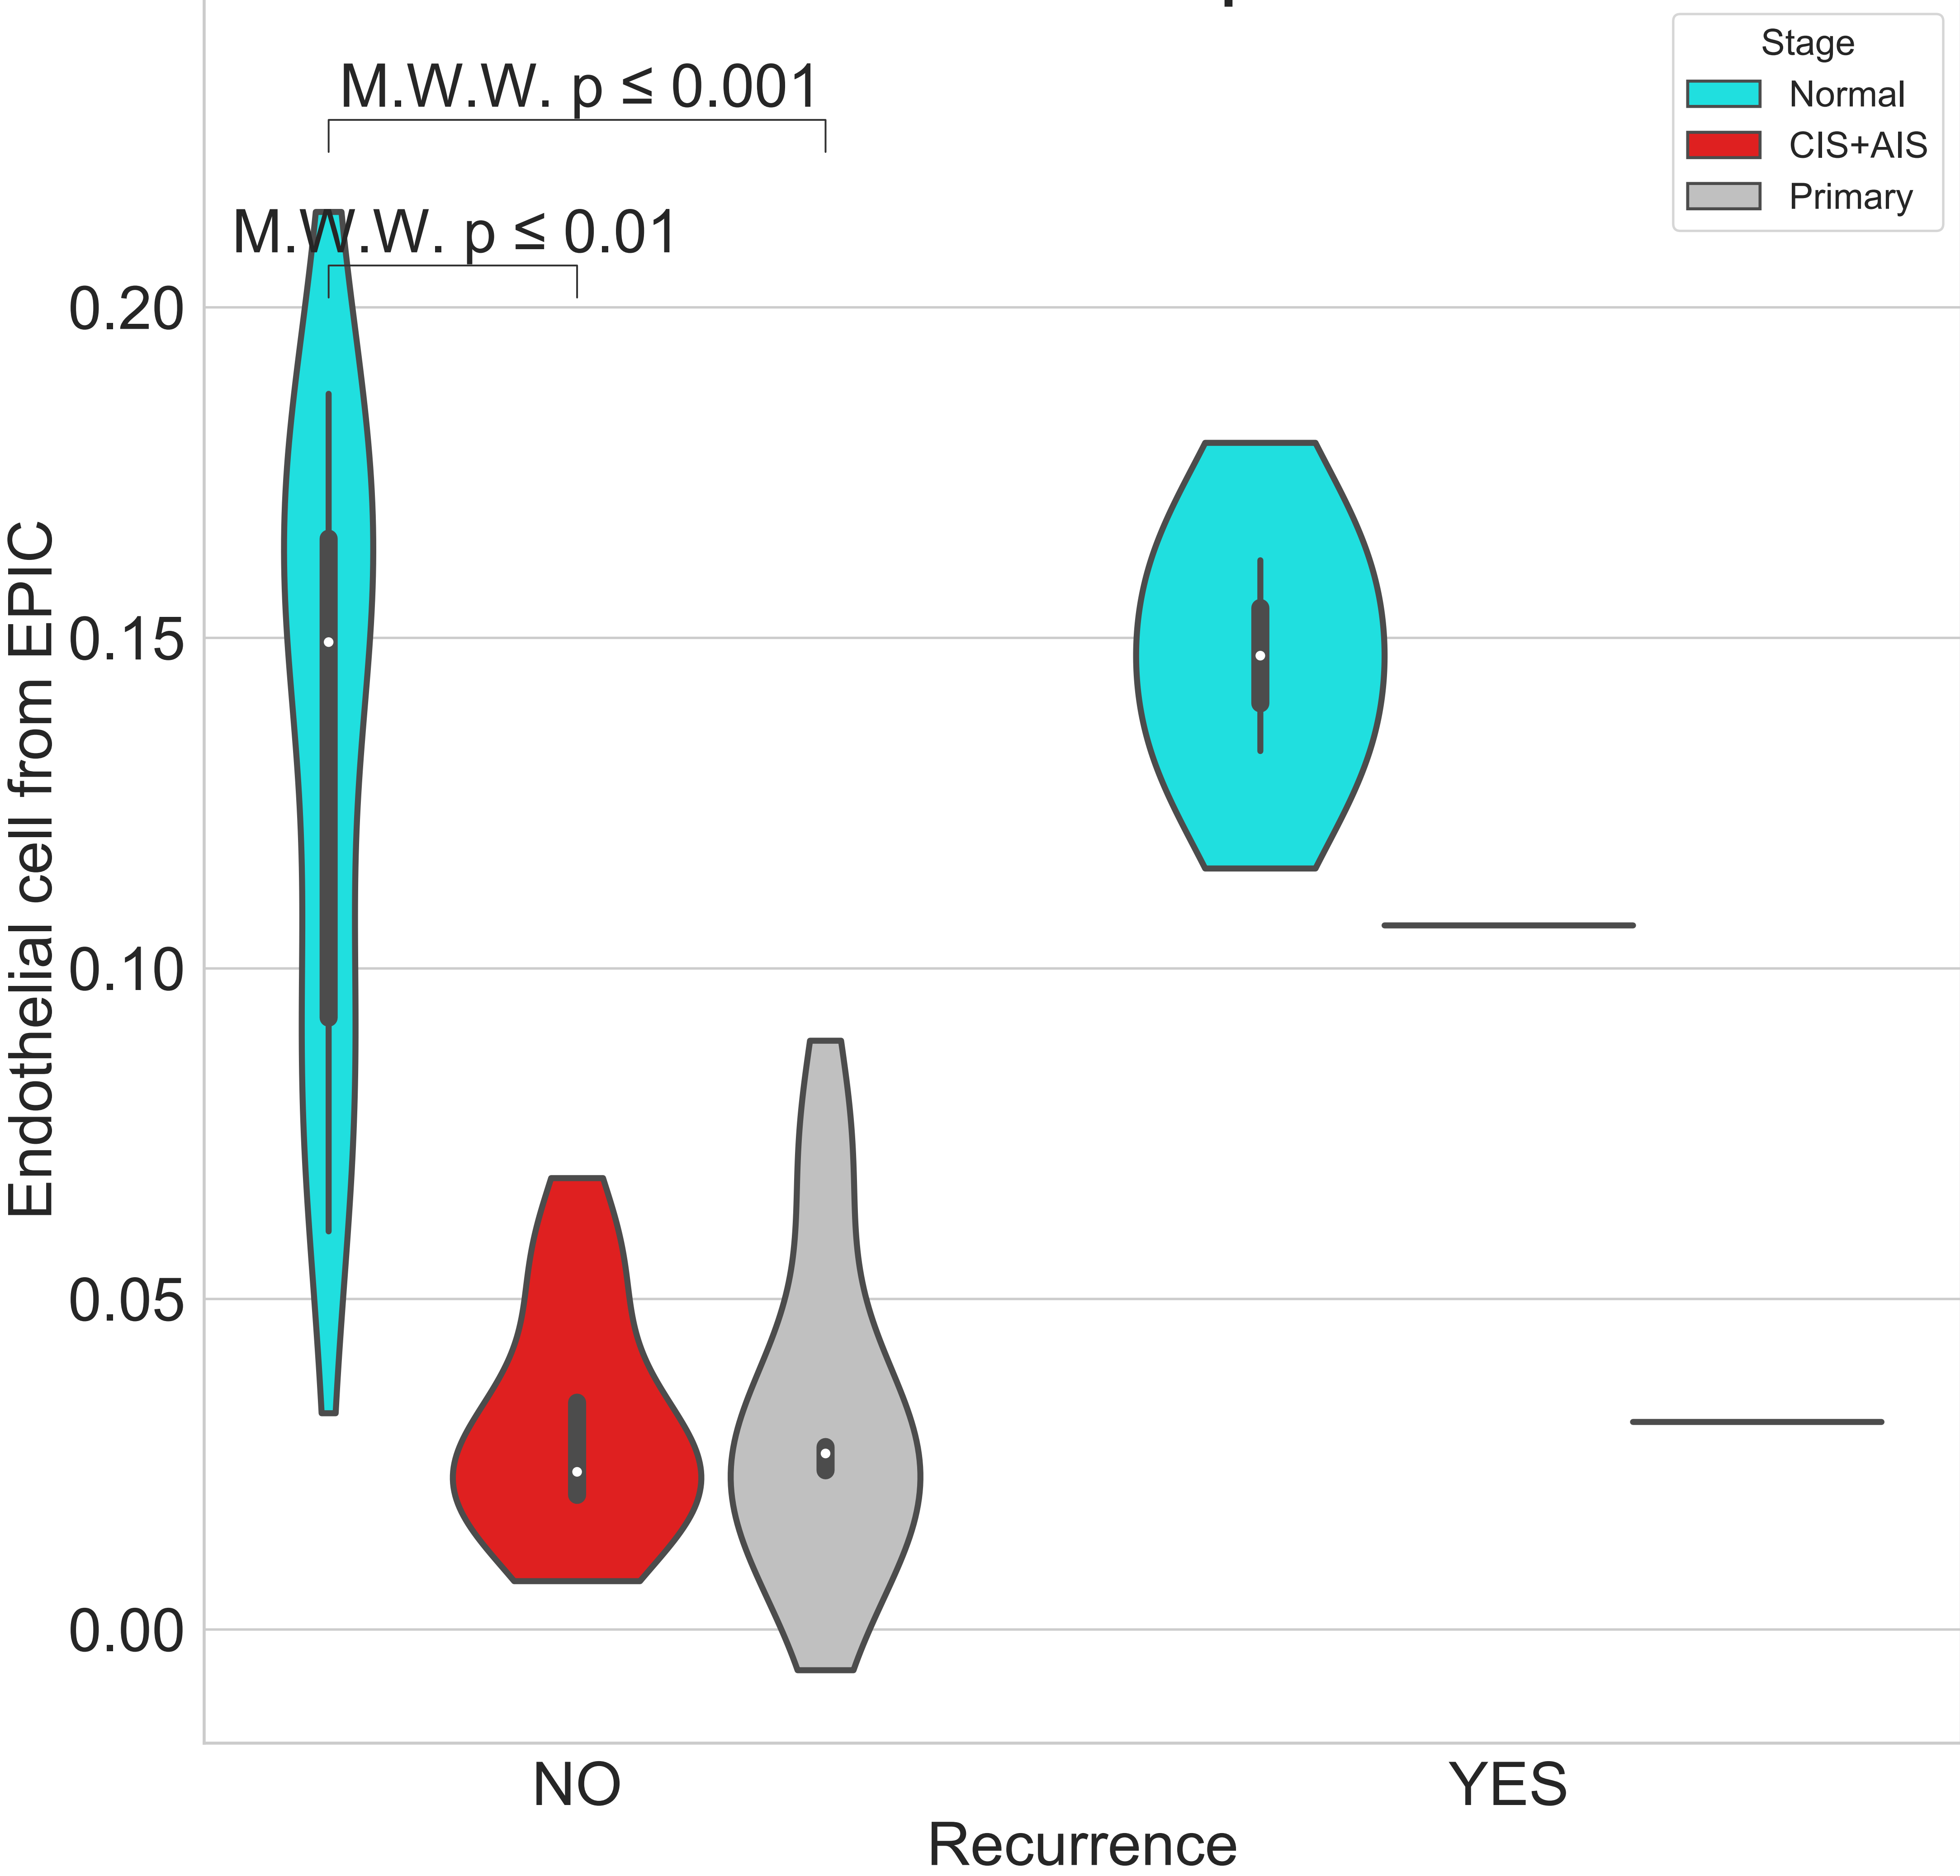 Stage
Normal
CIS+AIS
Primary
M.W.W. p ≤ 0.001
M.W.W. p ≤ 0.01
0.20
0.15
0.10
0.05
0.00
Endothelial cell from EPIC
NO
YES
Recurrence